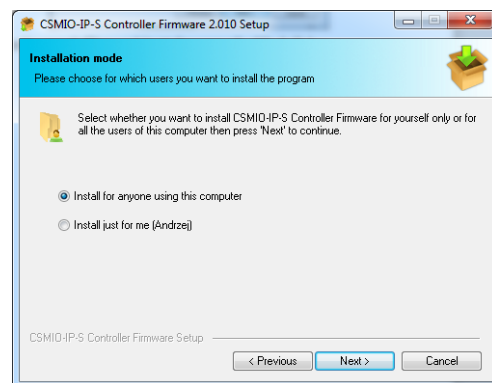 CSMIO-IP-S Controller Firmware 2.010 Setup
Installation mode
Please choose for which users you want to install the program
Select whether you want to install CSMIO-IP-S Controller Firmware for yourself only or for
all the users of this computer then press 'Next' to continue.
Install for anyone using this computer
Install just for me (Andrzej)
CSMIO-IP-S Controller Firmware Setup
< Previous
Next >
Cancel